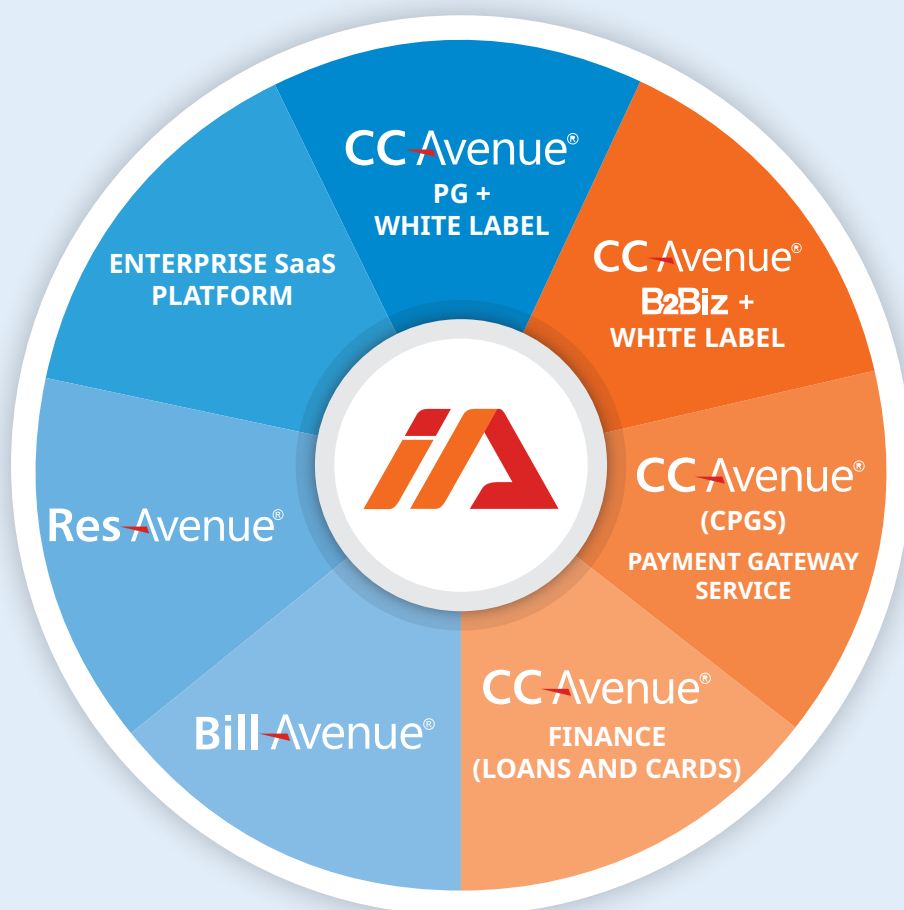 CCAvenue®
PG +
WHITE LABEL
CCAvenue®
B2Biz +
WHITE LABEL
CCAvenue®
(CPGS)
PAYMENT GATEWAY
SERVICE
CCAvenue®
FINANCE
(LOANS AND CARDS)
BillAvenue®
ResAvenue®
ENTERPRISE SaaS
PLATFORM
iA